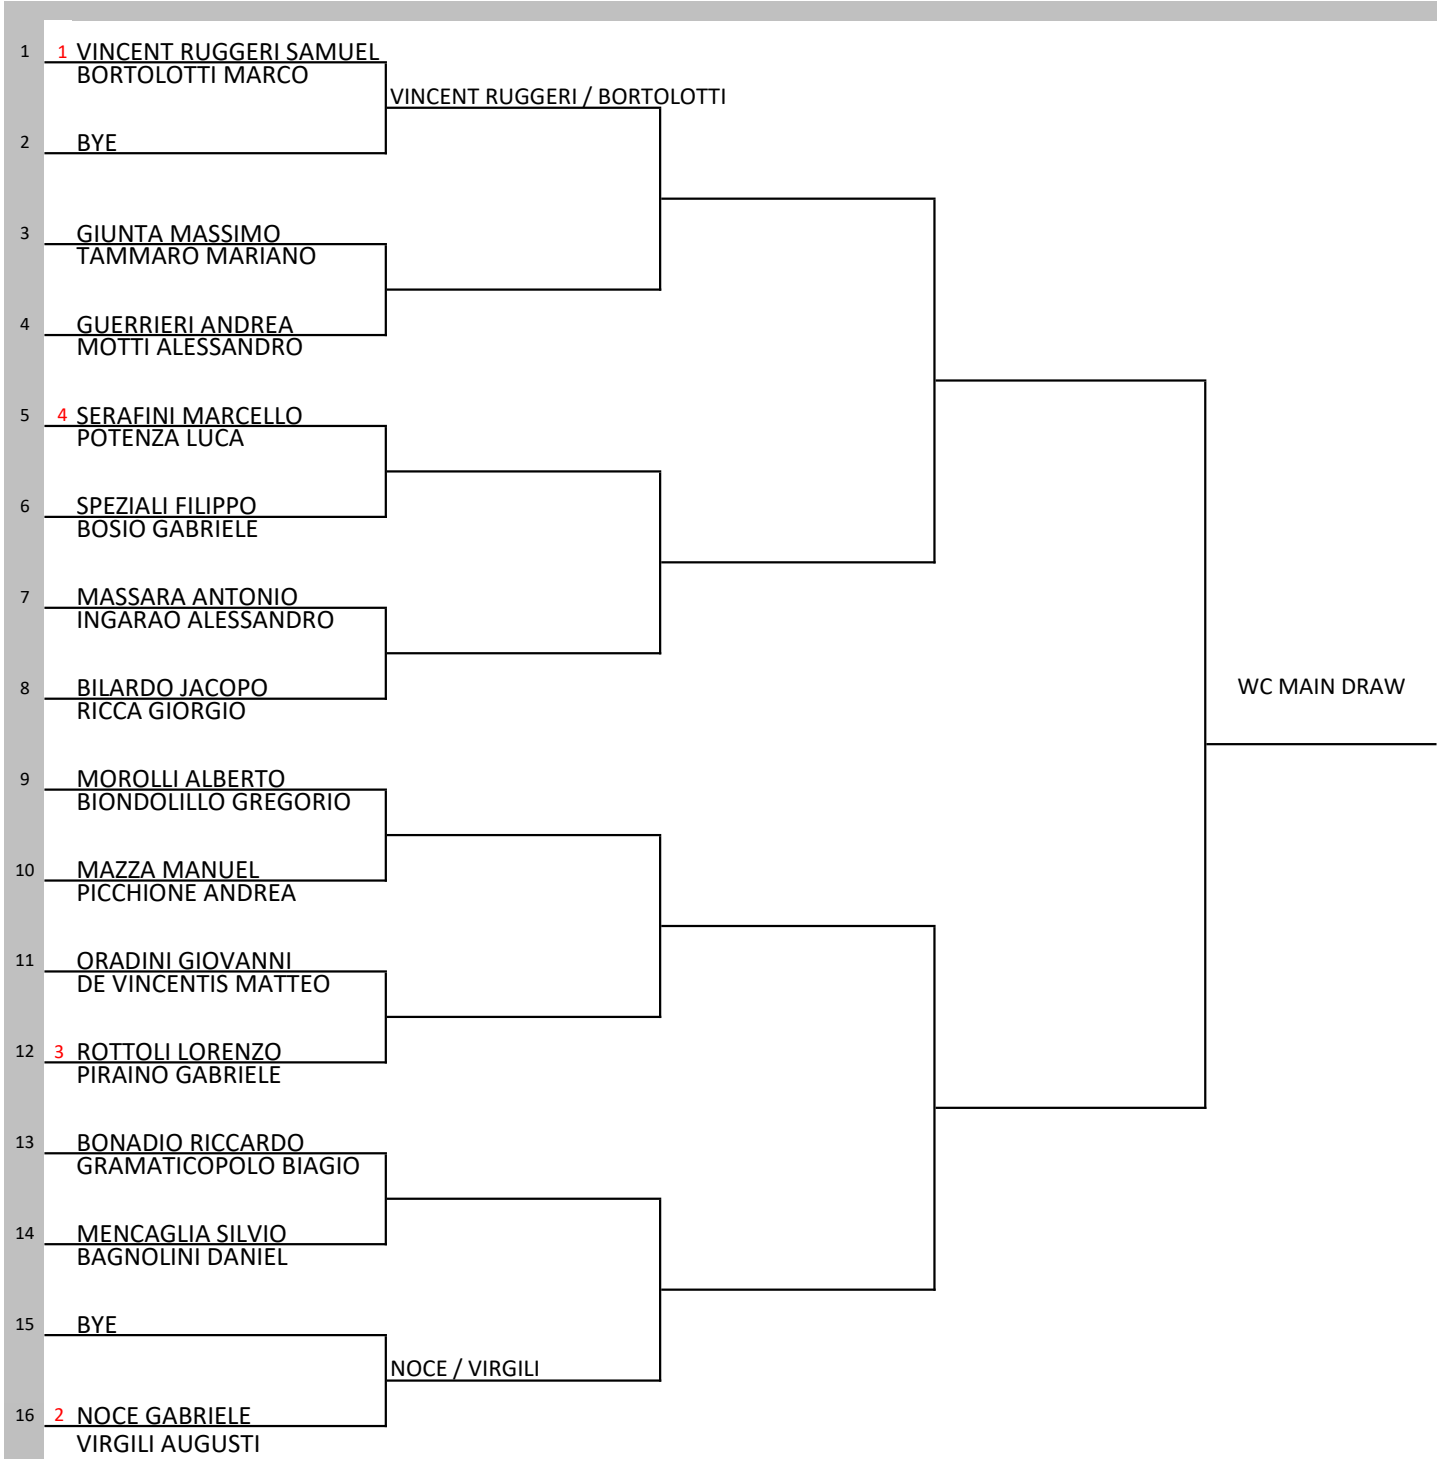 1 1 VINCENT RUGGERI SAMUEL
BORTOLOTTI MARCO
VINCENT RUGGERI / BORTOLOTTI
2 BYE
3 GIUNTA MASSIMO
TAMMARO MARIANO
4 GUERRIERI ANDREA
MOTTI ALESSANDRO
5 4 SERAFINI MARCELLO
POTENZA LUCA
6 SPEZIALI FILIPPO
BOSIO GABRIELE
7 MASSARA ANTONIO
INGARAO ALESSANDRO
8 BILARDO JACOPO
RICCA GIORGIO
WC MAIN DRAW
9 MOROLLI ALBERTO
BIONDOLILLO GREGORIO
10 MAZZA MANUEL
PICCHIONE ANDREA
11 ORADINI GIOVANNI
DE VINCENTIS MATTEO
12 3 ROTTOLI LORENZO
PIRAINO GABRIELE
13 BONADIO RICCARDO
GRAMATICOPOLO BIAGIO
14 MENCAGLIA SILVIO
BAGNOLINI DANIEL
15 BYE
NOCE / VIRGILI
16 2 NOCE GABRIELE
VIRGILI AUGUSTI